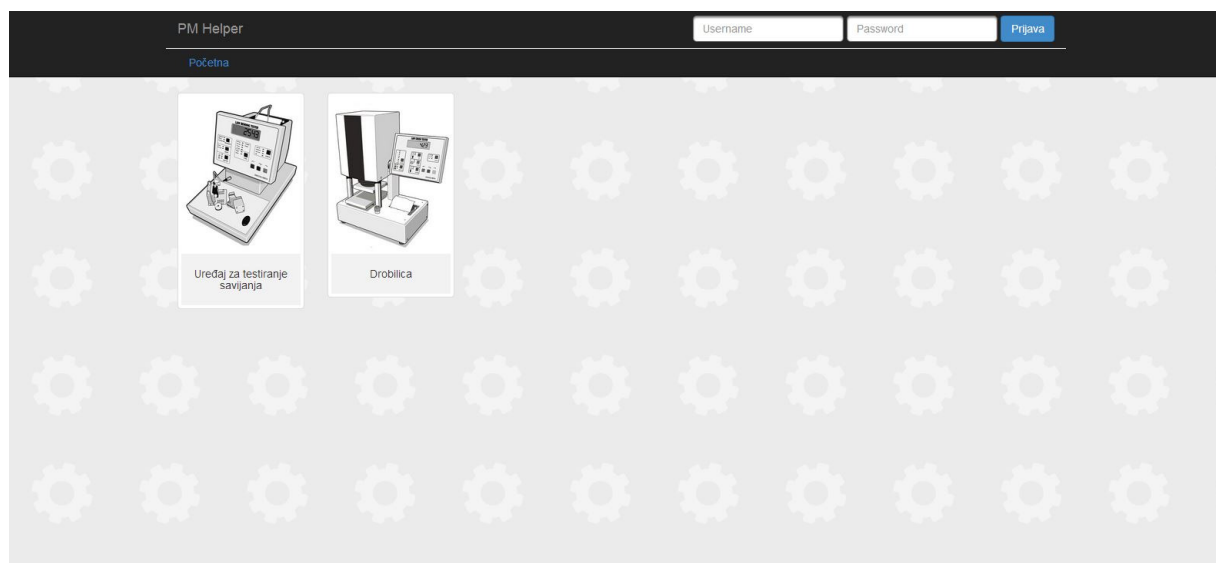 PM Helper
Username
Password
Prijava
Početna
Uređaj za testiranje
savijanja
Drobilica